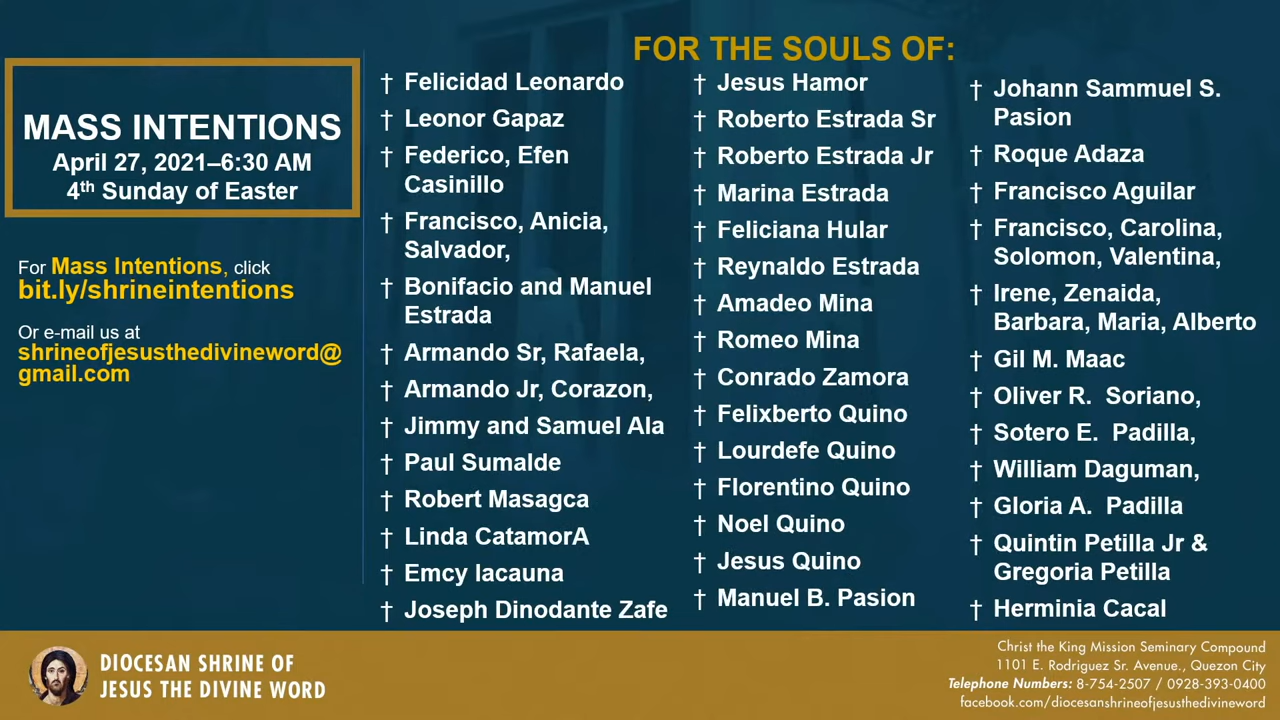 MASS INTENTIONS
April 27, 2021–6:30 AM
4th Sunday of Easter
For Mass Intentions, click
bit.ly/shrineintentions
Or e-mail us at
shrineofjesusthedivineword@
gmail.com
FOR THE SOULS OF:
† Felicidad Leonardo
† Leonor Gapaz
† Federico, Efen
Casinillo
† Francisco, Anicia,
Salvador,
† Bonifacio and Manuel
Estrada
† Armando Sr, Rafaela,
† Armando Jr, Corazon,
† Jimmy and Samuel Ala
† Paul Sumalde
† Robert Masagca
† Linda CatamorA
† Emcy Iacauna
† Joseph Dinodante Zafe
† Jesus Hamor
† Roberto Estrada Sr
† Roberto Estrada Jr
† Marina Estrada
† Feliciana Hular
† Reynaldo Estrada
† Amadeo Mina
† Romeo Mina
† Conrado Zamora
† Felixberto Quino
† Lourdefe Quino
† Florentino Quino
† Noel Quino
† Jesus Quino
† Manuel B. Pasion
† Johann Sammuel S.
Pasion
† Roque Adaza
† Francisco Aguilar
† Francisco, Carolina,
Solomon, Valentina,
† Irene, Zenaida,
Barbara, Maria, Alberto
† Gil M. Maac
† Oliver R. Soriano,
† Sotero E. Padilla,
† William Daguman,
† Gloria A. Padilla
† Quintin Petilla Jr &
Gregoria Petilla
† Herminia Cacal
DIOCESAN SHRINE OF
JESUS THE DIVINE WORD
Christ the King Mission Seminary Compound
1101 E. Rodriguez Sr. Avenue., Quezon City
Telephone Numbers: 8-754-2507 / 0928-393-0400
facebook.com/diocesanshrineofjesusthedivineword